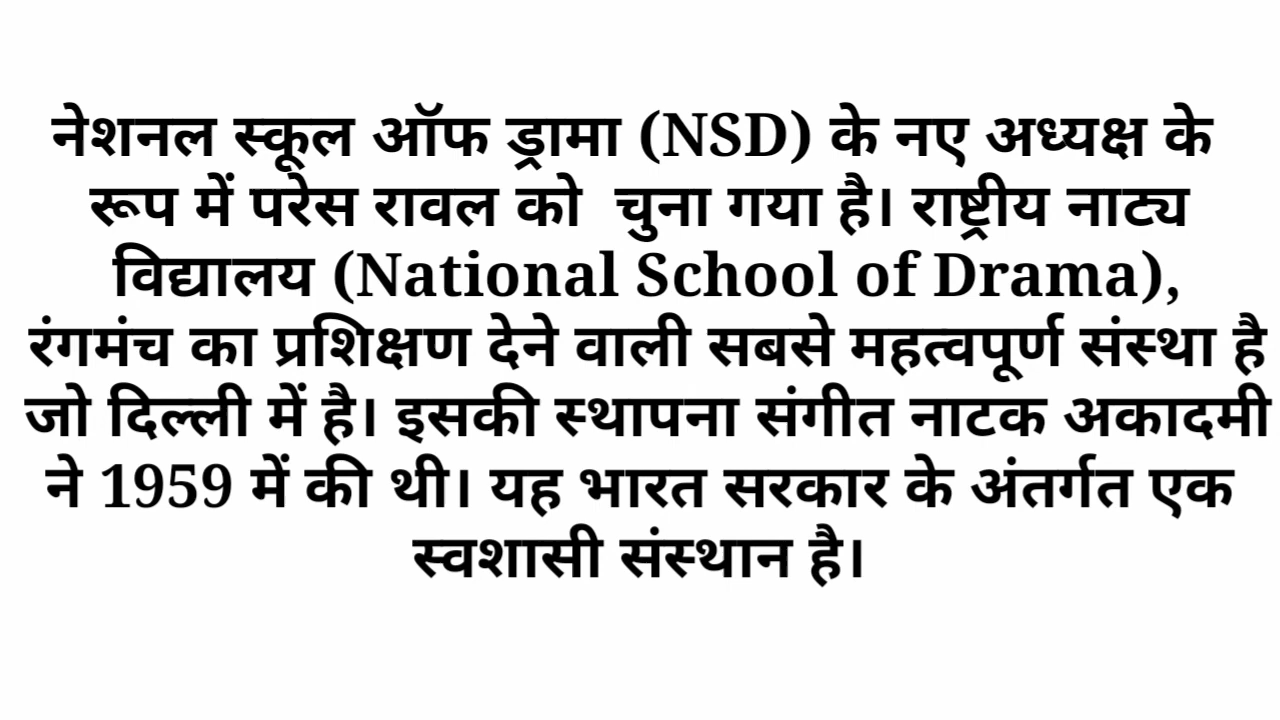 नेशनल स्कूल ऑफ ड्रामा (NSD) के नए अध्यक्ष के
रूप में परेस रावल को चुना गया है। राष्ट्रीय नाट्य
विद्यालय (National School of Drama),
रंगमंच का प्रशिक्षण देने वाली सबसे महत्वपूर्ण संस्था है
जो दिल्ली में है। इसकी स्थापना संगीत नाटक अकादमी
ने 1959 में की थी। यह भारत सरकार के अंतर्गत एक
स्वशासी संस्थान है।